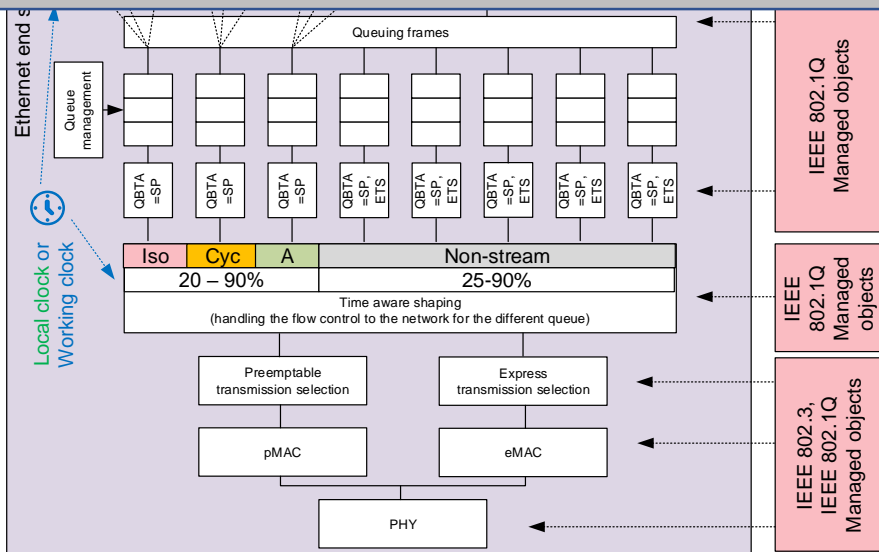 Ethernet end s
Queuing frames
Queue
management
QBTA
=SP
QBTA
=SP
QBTA
=SP
QBTA
=SP,
ETS
QBTA
=SP,
ETS
QBTA
=SP,
ETS
QBTA
=SP,
ETS
QBTA
=SP,
ETS
Local clock or
Working clock
Iso Cyc A Non-stream
20 – 90% 25-90%
Time aware shaping
(handling the flow control to the network for the different queue)
Preemptable
transmission selection
Express
transmission selection
pMAC
eMAC
PHY
IEEE 802.1Q
Managed objects
IEEE
802.1Q
Managed
objects
IEEE 802.3,
IEEE 802.1Q
Managed objects